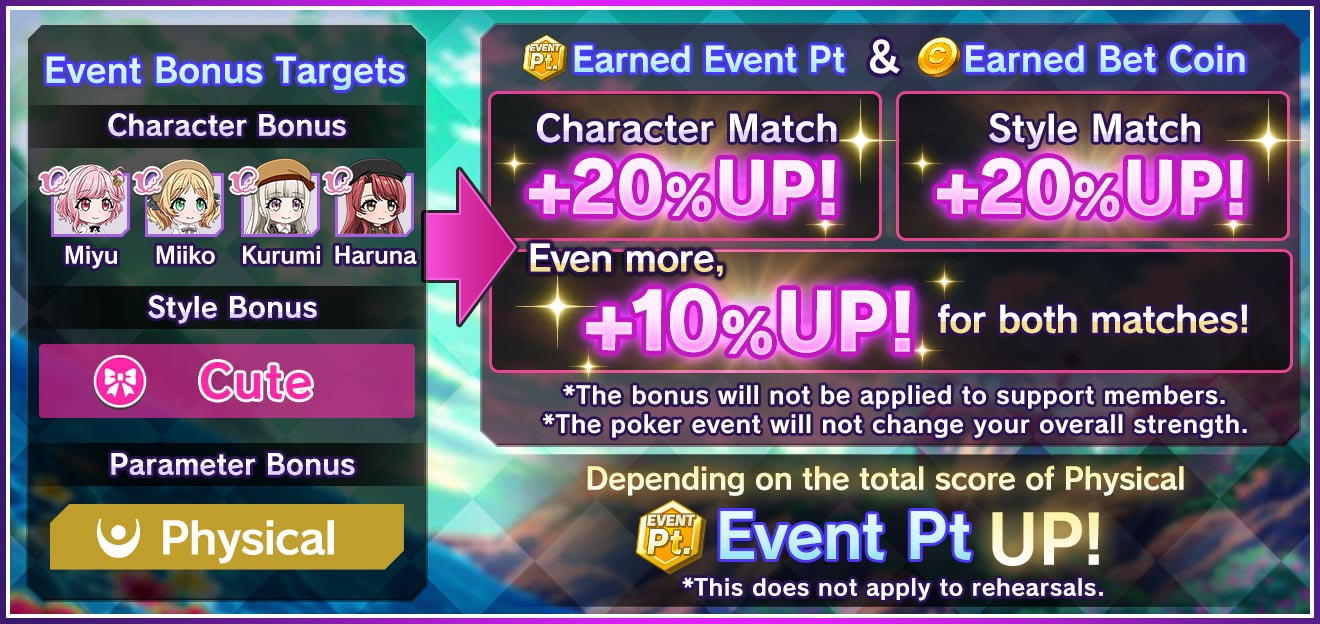 Event Bonus Targets
Character Bonus
Miyu Miiko Kurumi Haruna
Style Bonus
Cute
Parameter Bonus
Physical
EVENT Pt. Earned Event Pt & C Earned Bet Coin
Character Match
+20%UP!
Style Match
+20%UP!
Even more,
+10%UP! for both matches!
*The bonus will not be applied to support members.
*The poker event will not change your overall strength.
Depending on the total score of Physical
EVENT Pt. Event Pt UP!
*This does not apply to rehearsals.